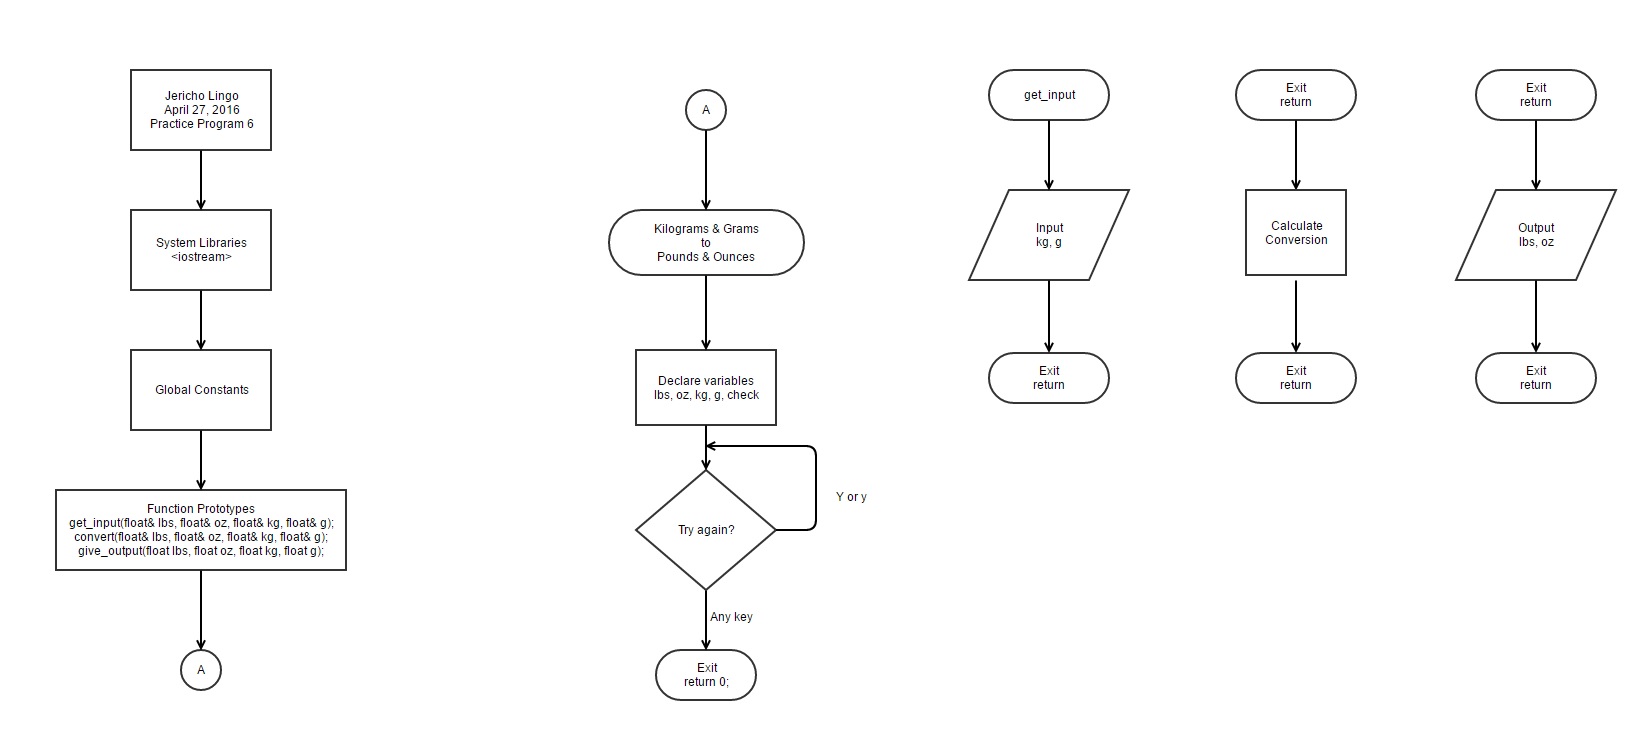 Jericho Lingo
April 27, 2016
Practice Program 6
System Libraries
<iostream>
Global Constants
Function Prototypes
get_input(float& lbs, float& oz, float& kg, float& g);
convert(float& lbs, float& oz, float& kg, float& g);
give_output(float lbs, float oz, float kg, float g);
A
A
Kilograms & Grams
to
Pounds & Ounces
Declare variables
lbs, oz, kg, g, check
Try again?
Y or y
Any key
Exit
return 0;
get_input
Input
kg, g
Exit
return
Exit
return
Calculate
Conversion
Exit
return
Exit
return
Output
lbs, oz
Exit
return